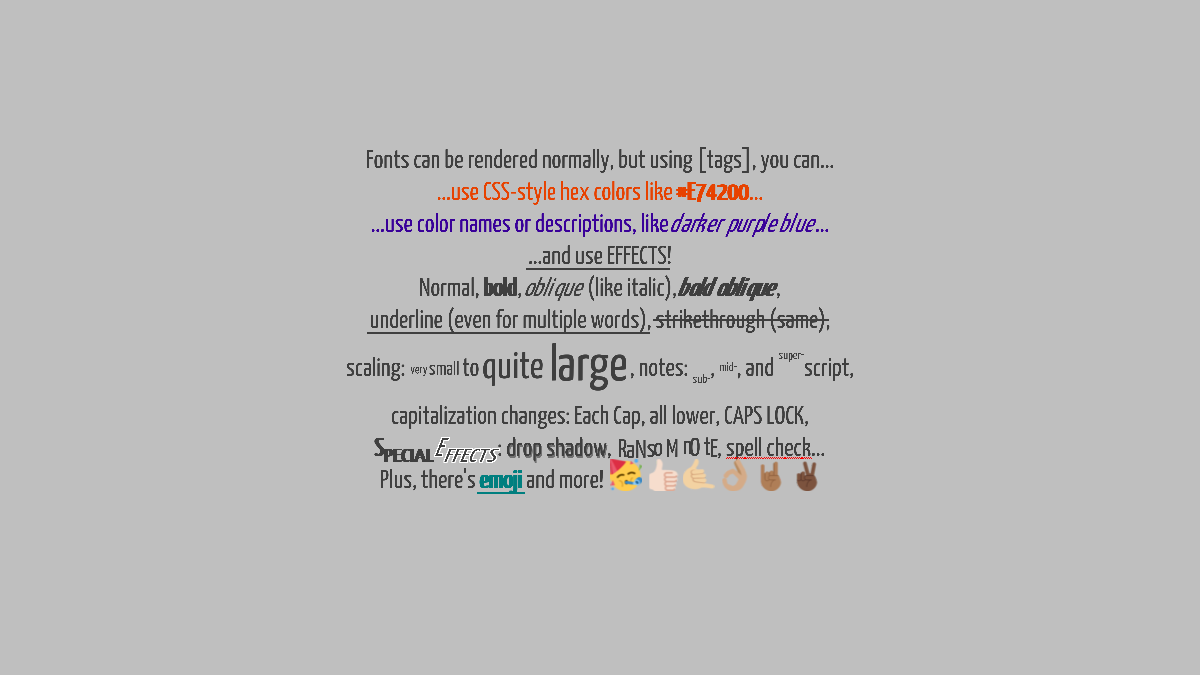 Fonts can be rendered normally, but using [tags], you can...
...use CSS-style hex colors like #E74200...
...use color names or descriptions, like darker purple blue...
...and use EFFECTS!
Normal, bold, oblique (like italic), bold oblique,
underline (even for multiple words), strikethrough (same),
scaling: very small to quite large, notes: sub-, mid-, and super-script,
capitalization changes: Each Cap, all lower, CAPS LOCK,
SPECIAL EFFECTS: drop shadow, RaNsoM nOtE, spell check...
Plus, there's emoji and more! 🥳👍🏻🤙🏼👌🏽🤘🏾✌🏿